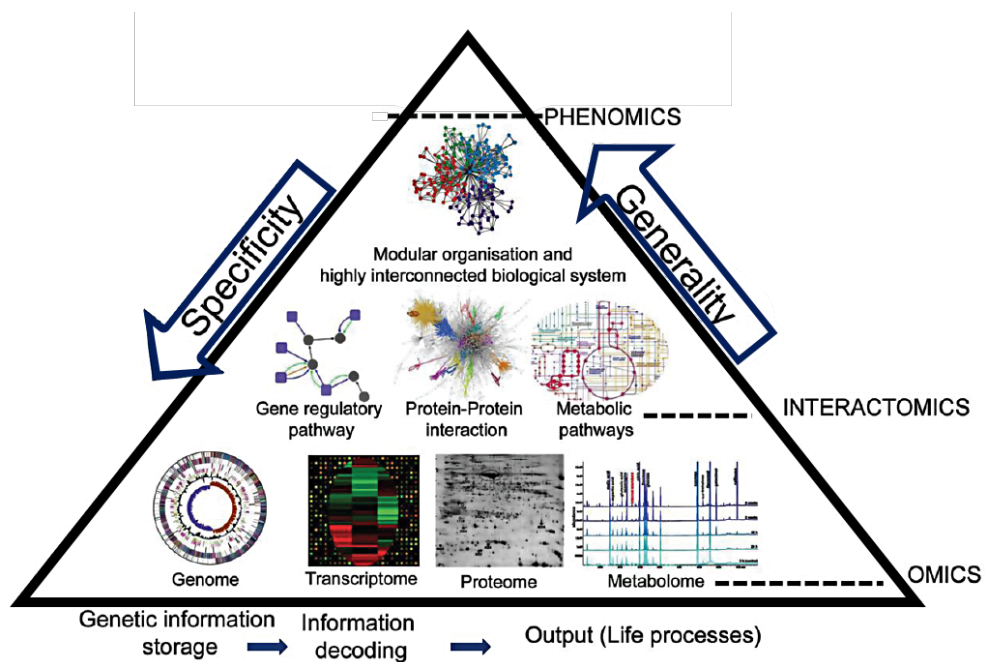 PHENOMICS
Specificity
Generality
Modular organisation and
highly interconnected biological system
Gene regulatory
pathway
Protein-Protein
interaction
Metabolic
pathways
INTERACTOMICS
Genome
Transcriptome
Proteome
Metabolome
OMICS
Genetic information
storage
Information
decoding
Output (Life processes)